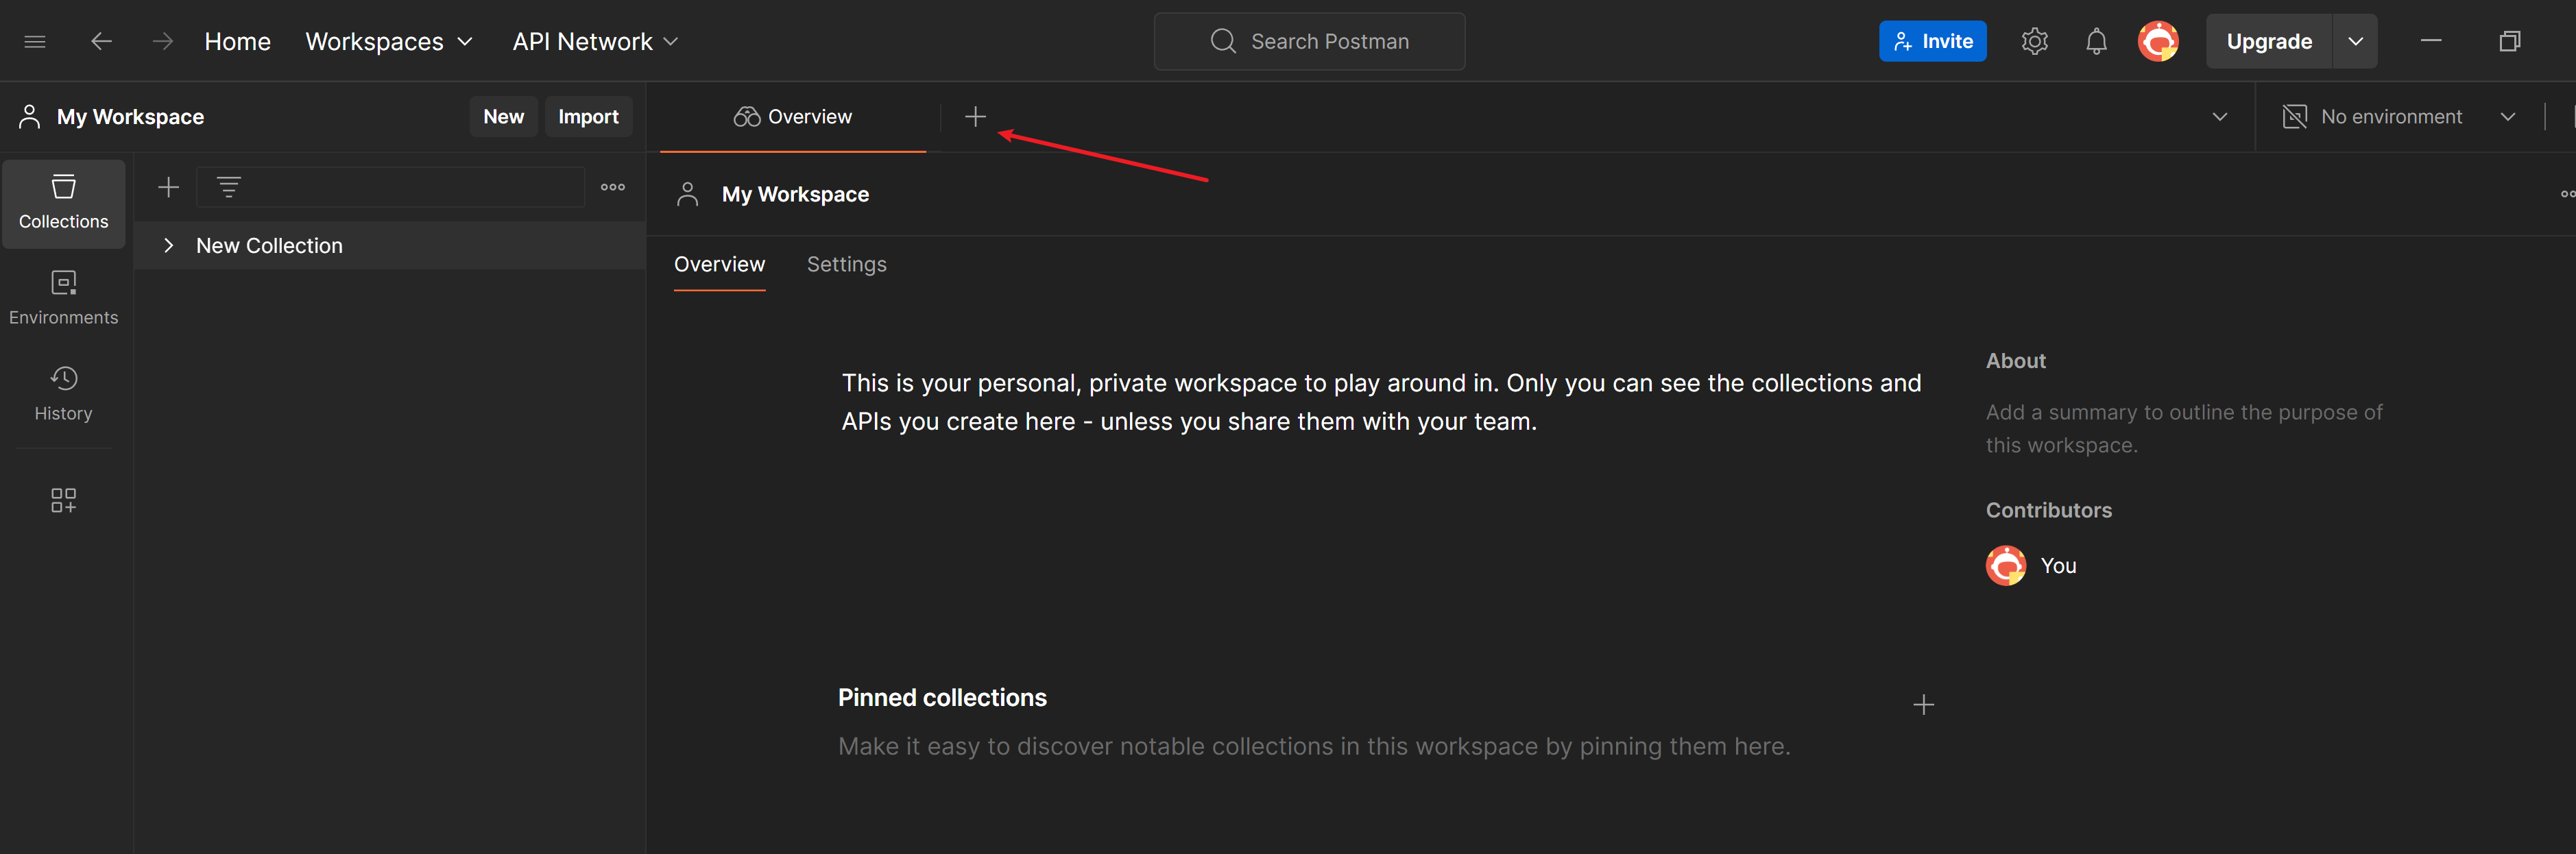 Home Workspaces API Network Search Postman Invite Upgrade
My Workspace New Import Overview No environment
Collections
New Collection
Environments
History
My Workspace
Overview Settings
This is your personal, private workspace to play around in. Only you can see the collections and
APIs you create here - unless you share them with your team.
Pinned collections
Make it easy to discover notable collections in this workspace by pinning them here.
About
Add a summary to outline the purpose of
this workspace.
Contributors
You